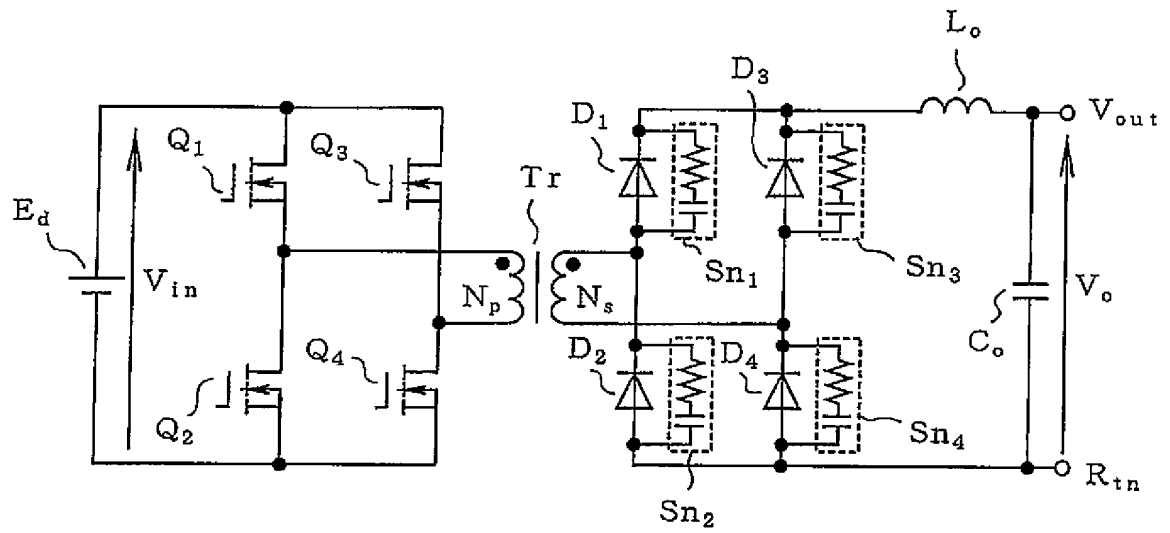 Lo
D3
D1
Vout
Q1
Q3
Tr
Ed
Vin
Sn1
Sn3
Np
Ns
Vo
Co
D2
D4
Q4
Q2
Sn4
Rtn
Sn2